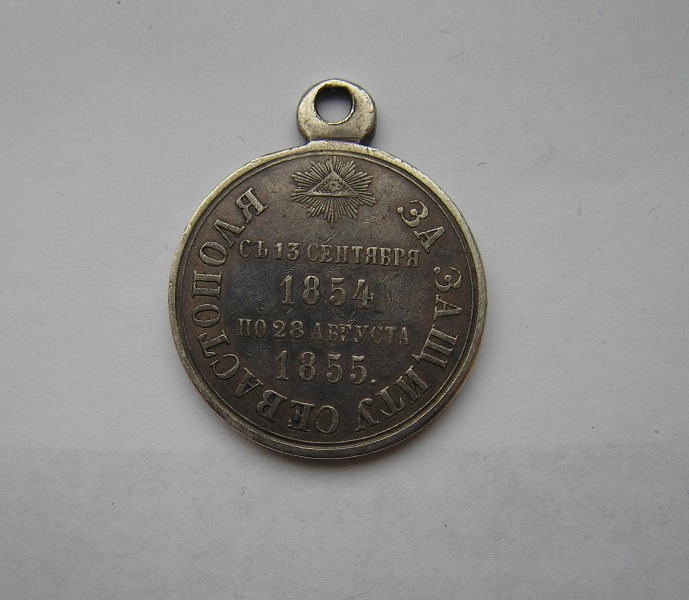 ЗА ЗАЩИТУ СЕВАСТОПОЛЯ
СЪ 13 СЕНТЯБРЯ
1854
ПО 28 АВГУСТА
1855.